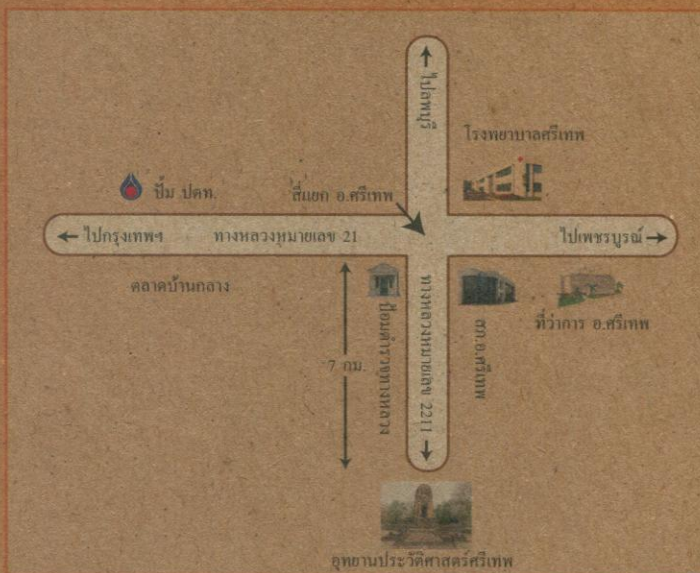 ไปลพบุรี
โรงพยาบาลศรีเทพ
ปั๊ม ปตท.
สี่แยก อ.ศรีเทพ
ไปกรุงเทพฯ
ทางหลวงหมายเลข 21
ไปเพชรบูรณ์
ตลาดบ้านกลาง
ป้อมตำรวจทางหลวง
ทางหลวงหมายเลข 2211
สภ.อ.ศรีเทพ
ที่ว่าการ อ.ศรีเทพ
7 กม.
อุทยานประวัติศาสตร์ศรีเทพ